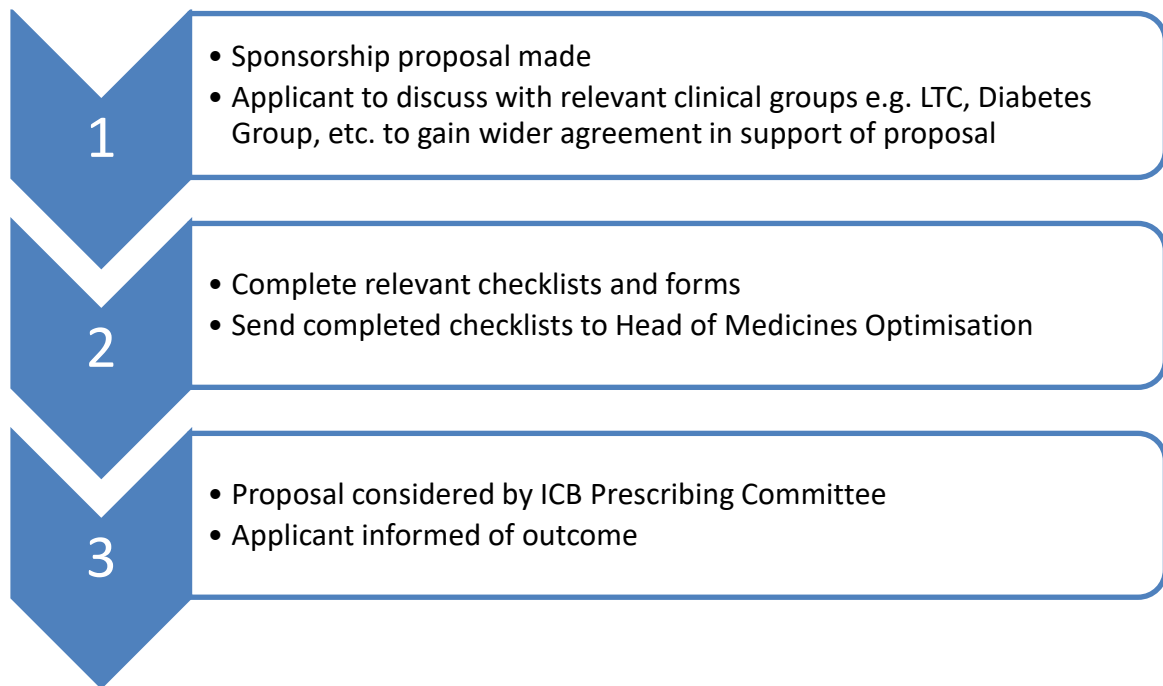 1
• Sponsorship proposal made
• Applicant to discuss with relevant clinical groups e.g. LTC, Diabetes
Group, etc. to gain wider agreement in support of proposal
2
• Complete relevant checklists and forms
• Send completed checklists to Head of Medicines Optimisation
3
• Proposal considered by ICB Prescribing Committee
• Applicant informed of outcome